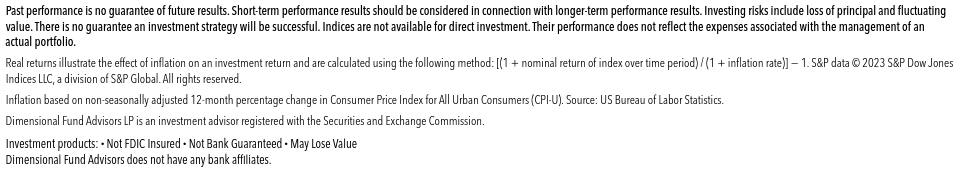 Past performance is no guarantee of future results. Short-term performance results should be considered in connection with longer-term performance results. Investing risks include loss of principal and fluctuating
value. There is no guarantee an investment strategy will be successful. Indices are not available for direct investment. Their performance does not reflect the expenses associated with the management of an
actual portfolio.
Real returns illustrate the effect of inflation on an investment return and are calculated using the following method: [(1 + nominal return of index over time period) / (1 + inflation rate)] − 1. S&P data © 2023 S&P Dow Jones
Indices LLC, a division of S&P Global. All rights reserved.
Inflation based on non-seasonally adjusted 12-month percentage change in Consumer Price Index for All Urban Consumers (CPI-U). Source: US Bureau of Labor Statistics.
Dimensional Fund Advisors LP is an investment advisor registered with the Securities and Exchange Commission.
Investment products: • Not FDIC Insured • Not Bank Guaranteed • May Lose Value
Dimensional Fund Advisors does not have any bank affiliates.